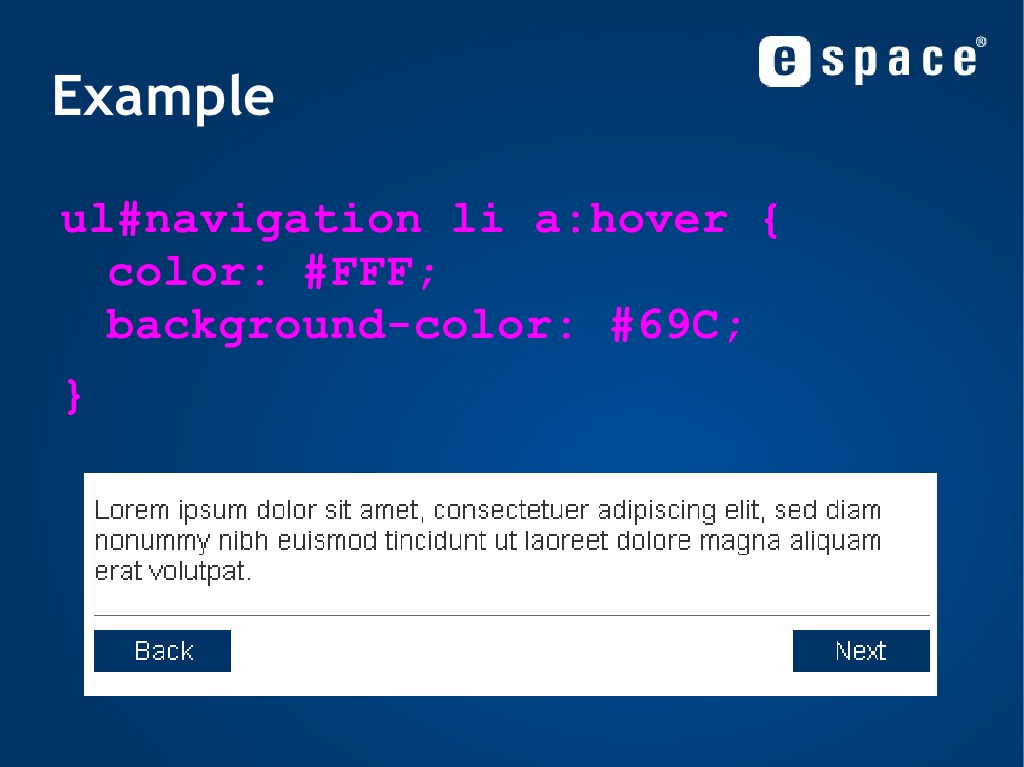 e space®
Example
ul#navigation li a:hover {
color: #FFF;
background-color: #69C;
}
Lorem ipsum dolor sit amet, consectetuer adipiscing elit, sed diam
nonummy nibh euismod tincidunt ut laoreet dolore magna aliquam
erat volutpat.
Back Next